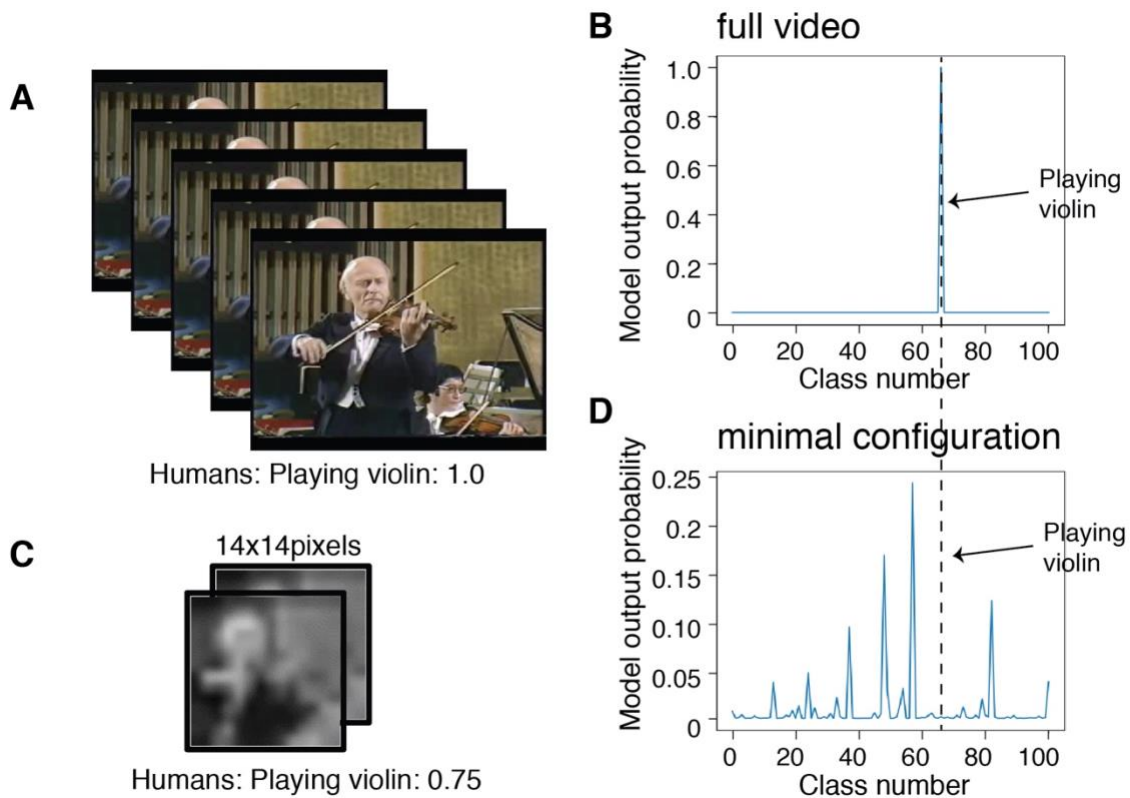 A
Humans: Playing violin: 1.0
B
full video
Model output probability
1.0
0.8
0.6
0.4
0.2
0
Playing
violin
0 20 40 60 80 100
Class number
C
14x14pixels
Humans: Playing violin: 0.75
D
minimal configuration
Model output probability
0.25
0.2
0.15
0.10
0.05
0
Playing
violin
0 20 40 60 80 100
Class number